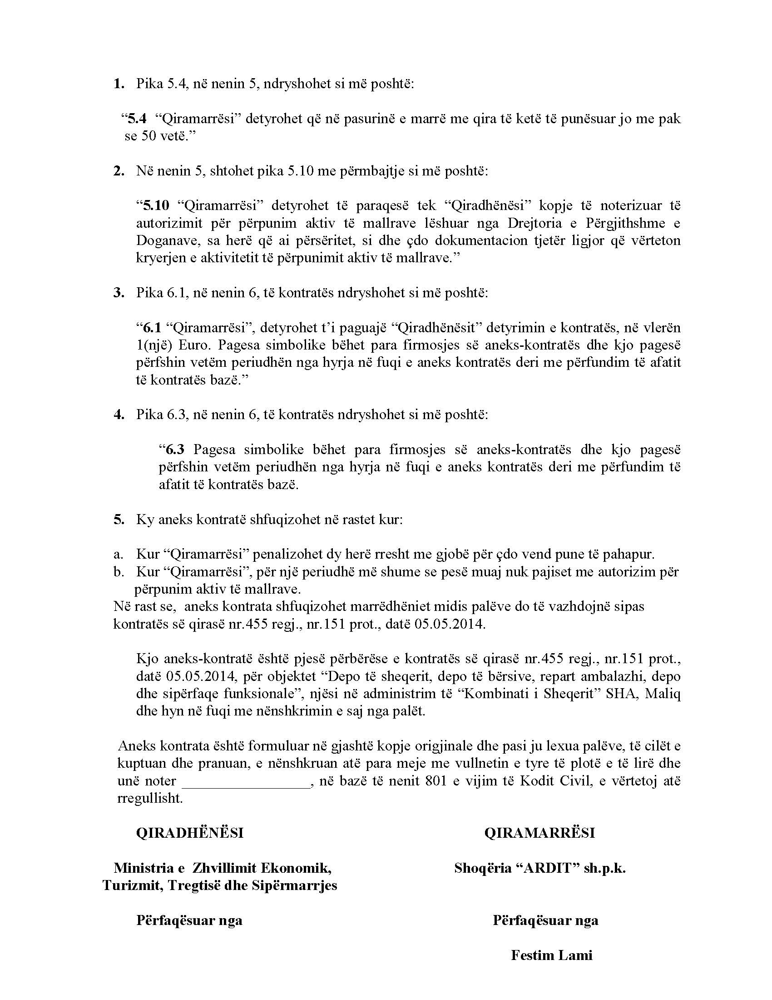 1. Pika 5.4, në nenin 5, ndryshohet si më poshtë:
“5.4 “Qiramarrësi” detyrohet që në pasurinë e marrë me qira të ketë të punësuar jo me pak
se 50 vetë.”
2. Në nenin 5, shtohet pika 5.10 me përmbajtje si më poshtë:
“5.10 “Qiramarrësi” detyrohet të paraqesë tek “Qiradhënësi” kopje të noterizuar të
autorizimit për përpunim aktiv të mallrave lëshuar nga Drejtoria e Përgjithshme e
Doganave, sa herë që ai përsëritet, si dhe çdo dokumentacion tjetër ligjor që vërteton
kryerjen e aktivitetit të përpunimit aktiv të mallrave.”
3. Pika 6.1, në nenin 6, të kontratës ndryshohet si më poshtë:
“6.1 “Qiramarrësi”, detyrohet t’i paguajë “Qiradhënësit” detyrimin e kontratës, në vlerën
1(një) Euro. Pagesa simbolike bëhet para firmosjes së aneks-kontratës dhe kjo pagesë
përfshin vetëm periudhën nga hyrja në fuqi e aneks kontratës deri me përfundim të afatit
të kontratës bazë.”
4. Pika 6.3, në nenin 6, të kontratës ndryshohet si më poshtë:
“6.3 Pagesa simbolike bëhet para firmosjes së aneks-kontratës dhe kjo pagesë
përfshin vetëm periudhën nga hyrja në fuqi e aneks kontratës deri me përfundim të
afatit të kontratës bazë.
5. Ky aneks kontratë shfuqizohet në rastet kur:
a. Kur “Qiramarrësi” penalizohet dy herë rresht me gjobë për çdo vend pune të pahapur.
b. Kur “Qiramarrësi”, për një periudhë më shume se pesë muaj nuk pajiset me autorizim për
përpunim aktiv të mallrave.
Në rast se, aneks kontrata shfuqizohet marrëdhëniet midis palëve do të vazhdojnë sipas
kontratës së qirasë nr.455 regj., nr.151 prot., datë 05.05.2014.
Kjo aneks-kontratë është pjesë përbërëse e kontratës së qirasë nr.455 regj., nr.151 prot.,
datë 05.05.2014, për objektet “Depo të sheqerit, depo të bërsive, repart ambalazhi, depo
dhe sipërfaqe funksionale”, njësi në administrim të “Kombinati i Sheqerit” SHA, Maliq
dhe hyn në fuqi me nënshkrimin e saj nga palët.
Aneks kontrata është formuluar në gjashtë kopje origjinale dhe pasi ju lexua palëve, të cilët e
kuptuan dhe pranuan, e nënshkruan atë para meje me vullnetin e tyre të plotë e të lirë dhe
unë noter _________________, në bazë të nenit 801 e vijim të Kodit Civil, e vërtetoj atë
rregullisht.
QIRADHËNËSI QIRAMARRËSI
Ministria e Zhvillimit Ekonomik, Shoqëria “ARDIT” sh.p.k.
Turizmit, Tregtisë dhe Sipërmarrjes
Përfaqësuar nga Përfaqësuar nga
Festim Lami